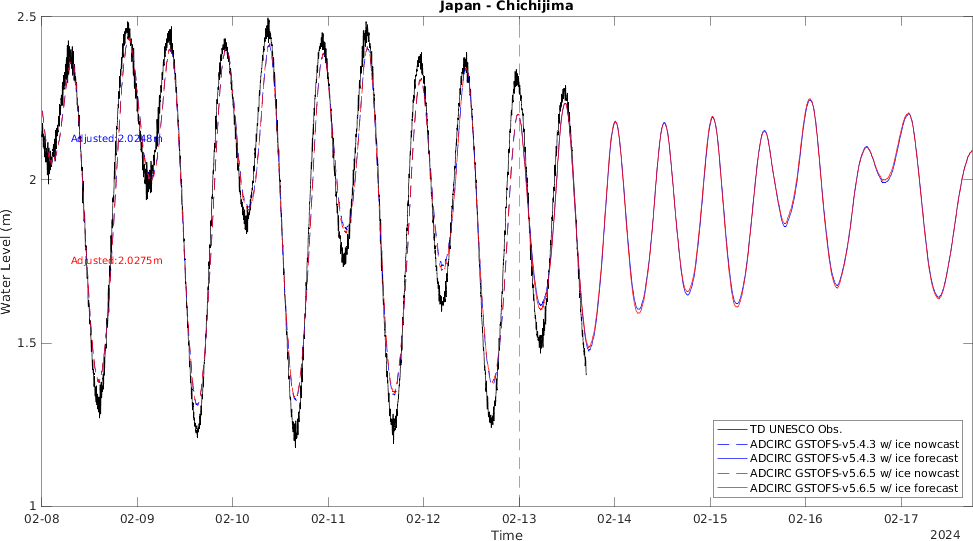 Japan - Chichijima
2.5
2
1.5
1
Water Level (m)
Adjusted:2.0248m
Adjusted:2.0275m
TD UNESCO Obs.
ADCIRC GSTOFS-v5.4.3 w/ ice nowcast
ADCIRC GSTOFS-v5.4.3 w/ ice forecast
ADCIRC GSTOFS-v5.6.5 w/ ice nowcast
ADCIRC GSTOFS-v5.6.5 w/ ice forecast
02-08 02-09 02-10 02-11 02-12 02-13 02-14 02-15 02-16 02-17
Time
2024